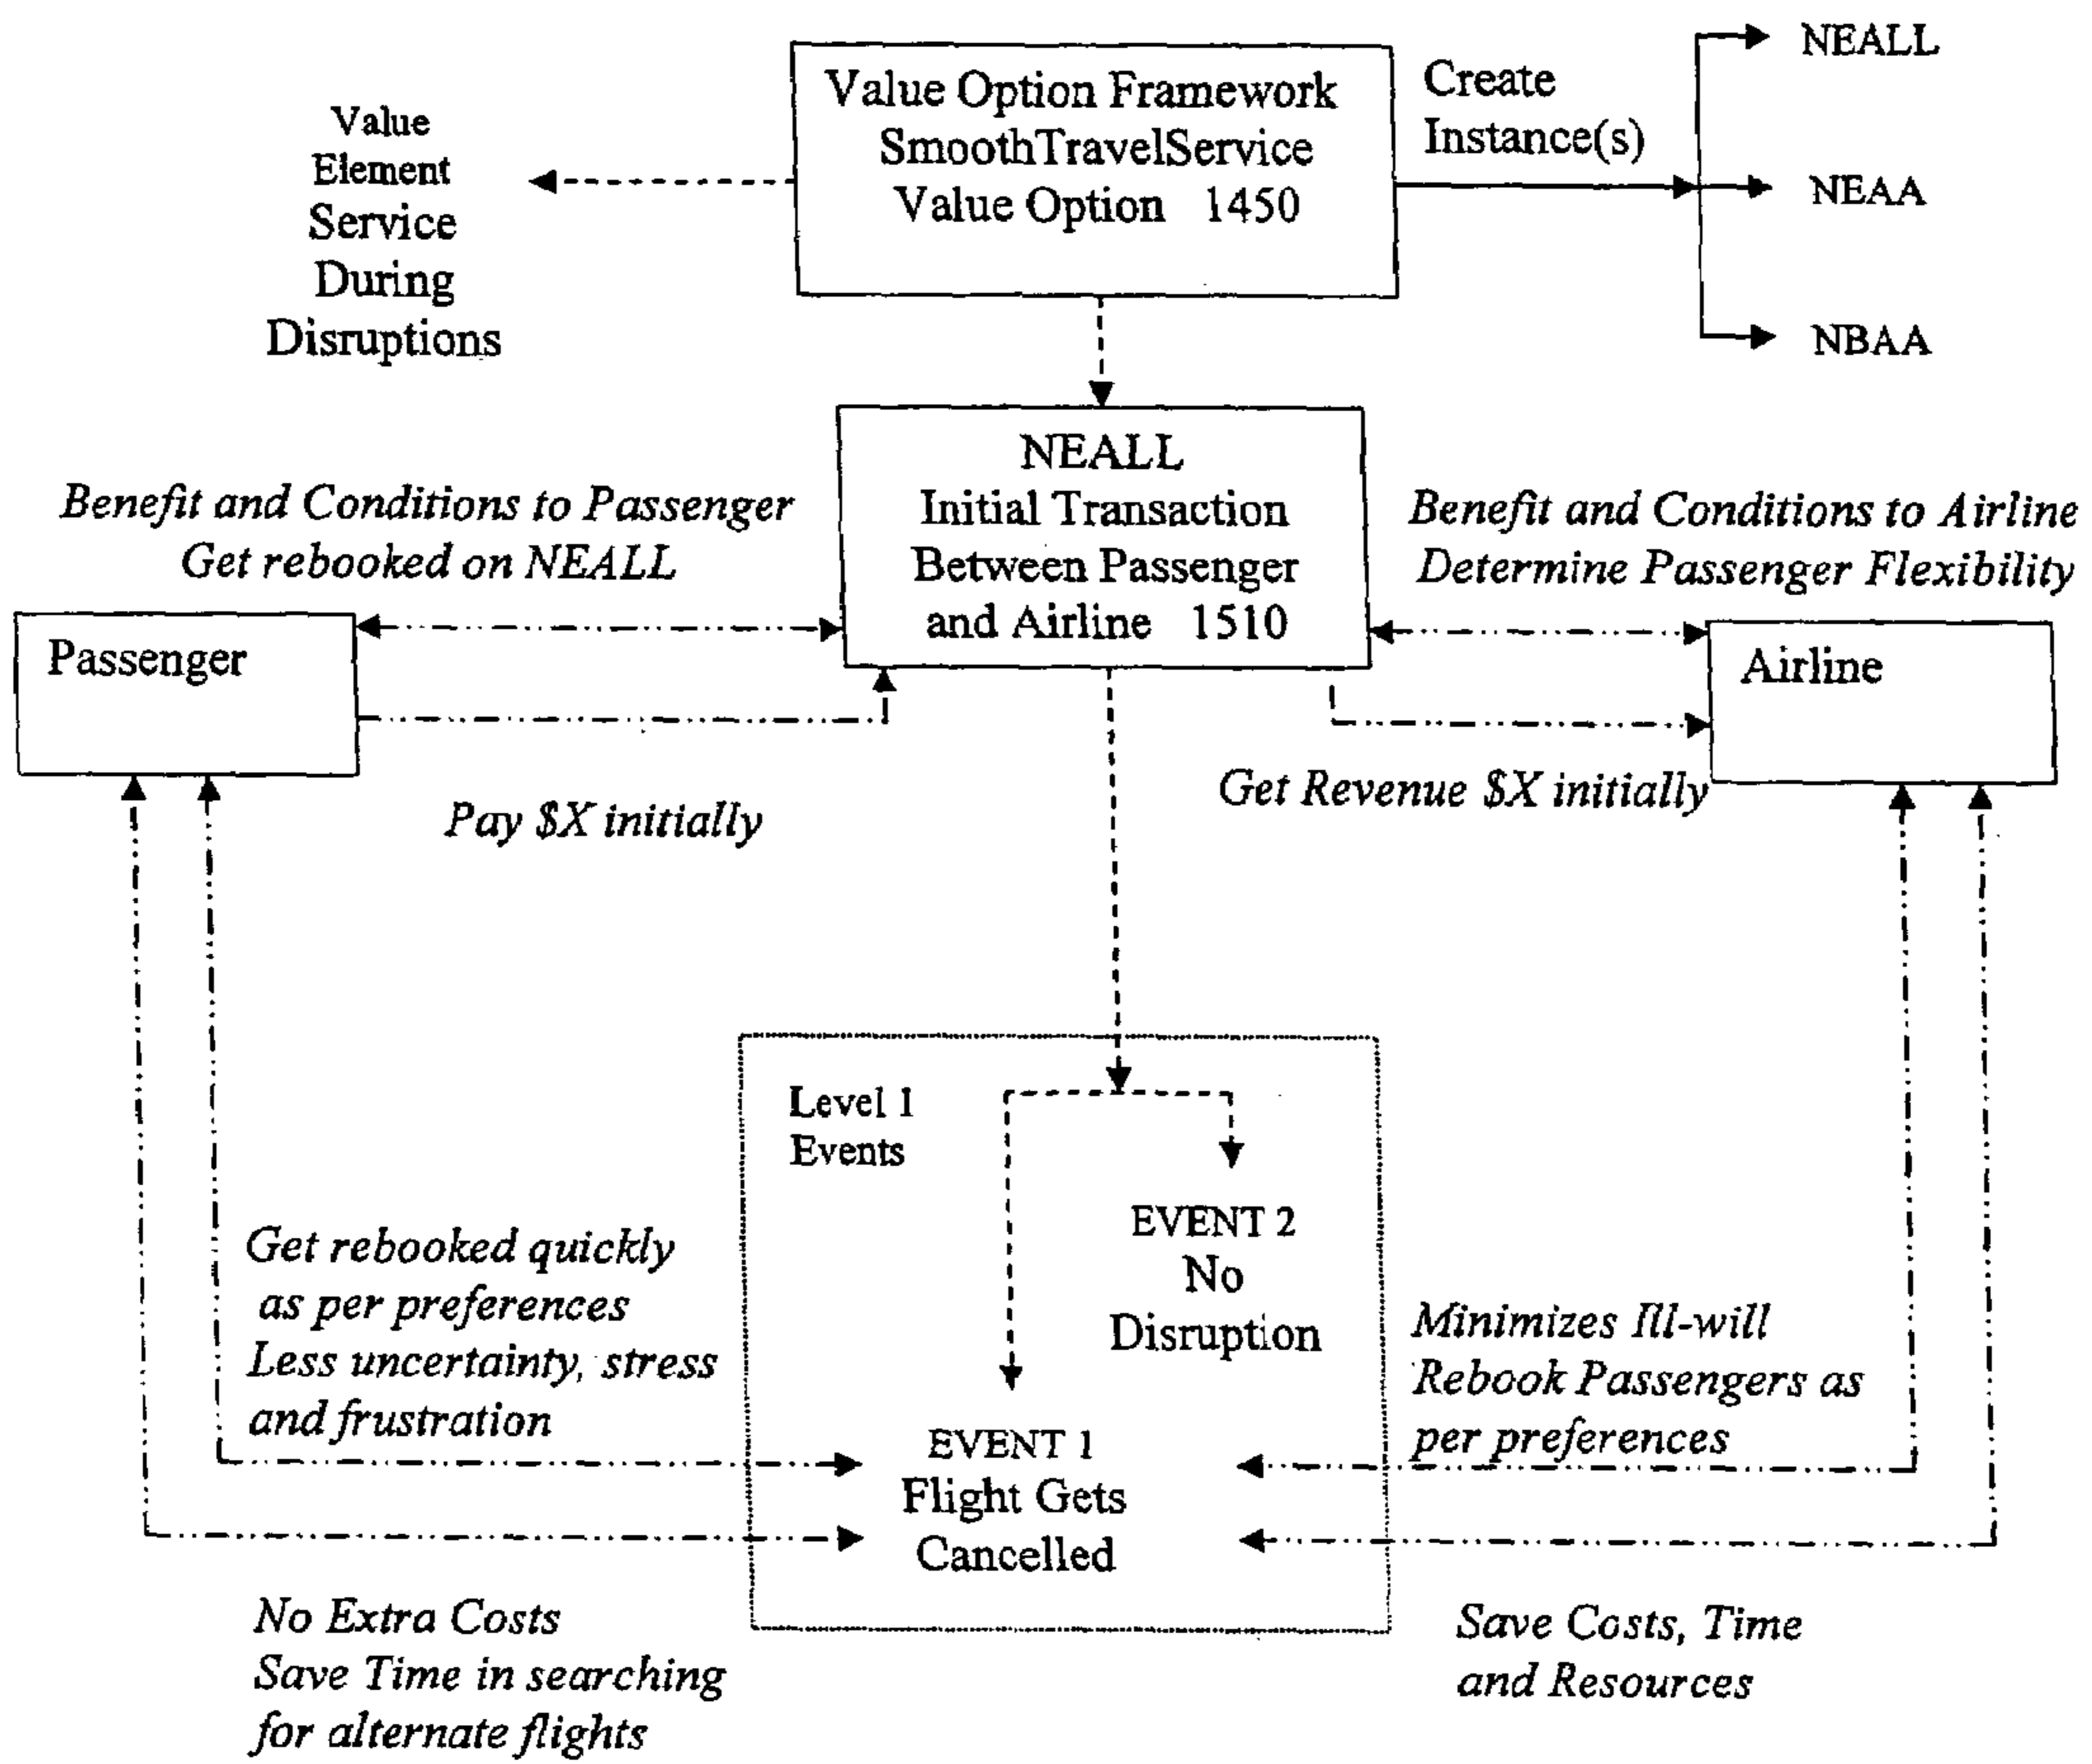 Value Option Framework
SmoothTravelService
Value Option 1450
Create
Instance(s)
NEALL
NEAA
NBAA
Value
Element
Service
During
Disruptions
NEALL
Initial Transaction
Between Passenger
and Airline 1510
Benefit and Conditions to Passenger
Get rebooked on NEALL
Benefit and Conditions to Airline
Determine Passenger Flexibility
Passenger
Airline
Pay $X initially
Get Revenue $X initially
Level 1
Events
EVENT 2
No
Disruption
EVENT 1
Flight Gets
Cancelled
Get rebooked quickly
as per preferences
Less uncertainty, stress
and frustration
Minimizes Ill-will
Rebook Passengers as
per preferences
No Extra Costs
Save Time in searching
for alternate flights
Save Costs, Time
and Resources